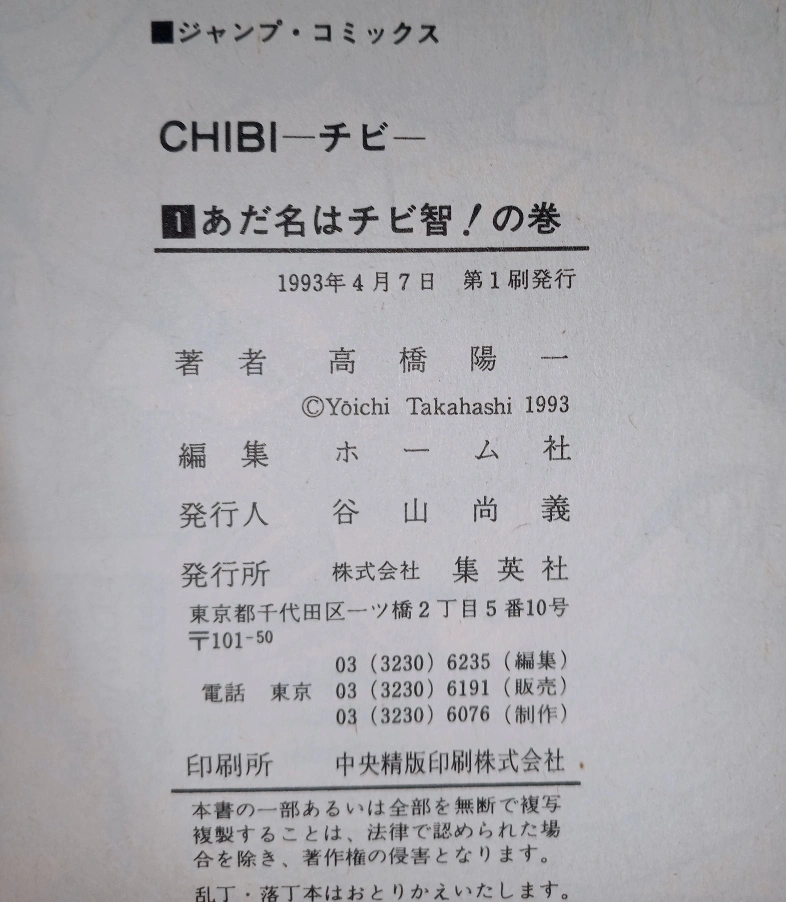 ■ジャンプ・コミックス
CHIBI―チビ―
1あだ名はチビ智!の巻
1993年4月7日 第1刷発行
著者 高橋陽一
©Yōichi Takahashi 1993
編集 ホーム社
発行人 谷山尚義
発行所 株式会社 集英社
東京都千代田区一ツ橋2丁目5番10号
〒101-50
03(3230)6235(編集)
電話 東京 03(3230)6191(販売)
03(3230)6076(制作)
印刷所 中央精版印刷株式会社
本書の一部あるいは全部を無断で複写
複製することは、法律で認められた場
合を除き、著作権の侵害となります。
乱丁・落丁本はおとりかえいたします。